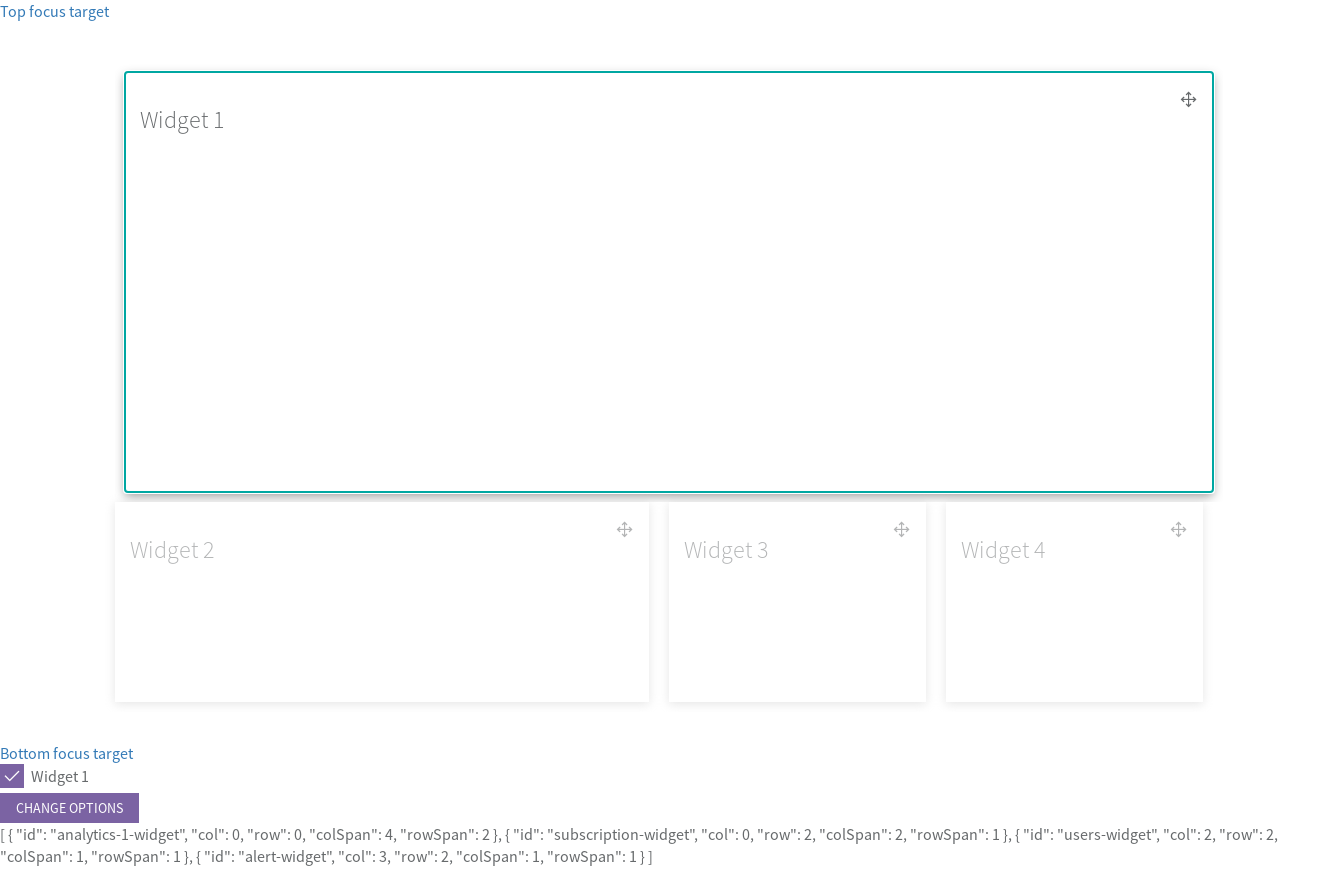 Top focus target
Widget 1
Widget 2
Widget 3
Widget 4
Bottom focus target
Widget 1
CHANGE OPTIONS
[ { "id": "analytics-1-widget", "col": 0, "row": 0, "colSpan": 4, "rowSpan": 2 }, { "id": "subscription-widget", "col": 0, "row": 2, "colSpan": 2, "rowSpan": 1 }, { "id": "users-widget", "col": 2, "row": 2,
"colSpan": 1, "rowSpan": 1 }, { "id": "alert-widget", "col": 3, "row": 2, "colSpan": 1, "rowSpan": 1 } ]